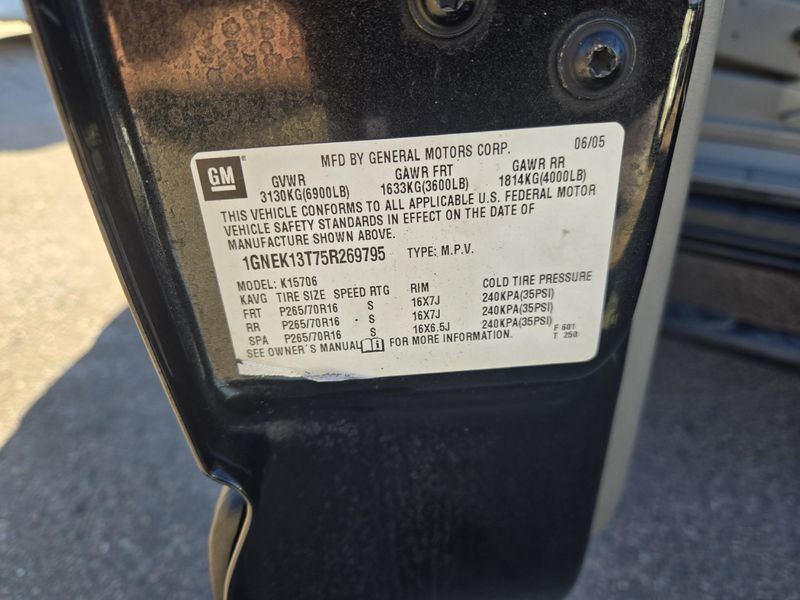 GM
MFD BY GENERAL MOTORS CORP. 06/05
GVWR GAWR FRT GAWR RR
3130KG(6900LB) 1633KG(3600LB) 1814KG(4000LB)
THIS VEHICLE CONFORMS TO ALL APPLICABLE U.S. FEDERAL MOTOR
VEHICLE SAFETY STANDARDS IN EFFECT ON THE DATE OF
MANUFACTURE SHOWN ABOVE.
1GNEK13T75R269795 TYPE: M.P.V.
MODEL: K15706
KAVG TIRE SIZE SPEED RTG RIM COLD TIRE PRESSURE
FRT P265/70R16 S 16X7J 240KPA(35PSI)
RR P265/70R16 S 16X7J 240KPA(35PSI)
SPA P265/70R16 S 16X6.5J 240KPA(35PSI)
SEE OWNER'S MANUAL FOR MORE INFORMATION.
F 601
T 250